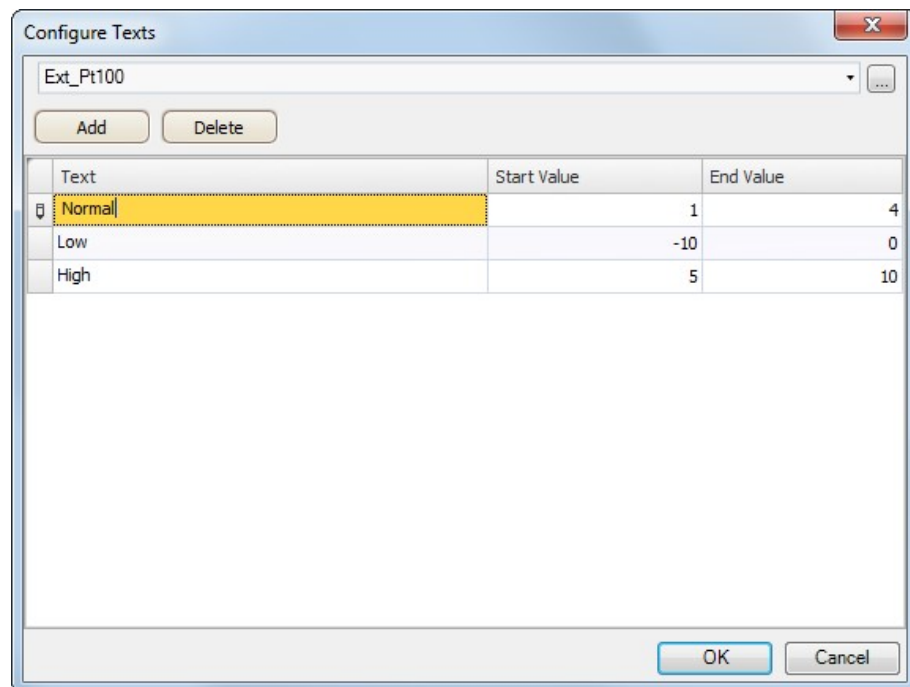 Configure Texts
Ext_Pt100
...
Add Delete
Text Start Value End Value
Normal 1 4
Low -10 0
High 5 10
OK Cancel